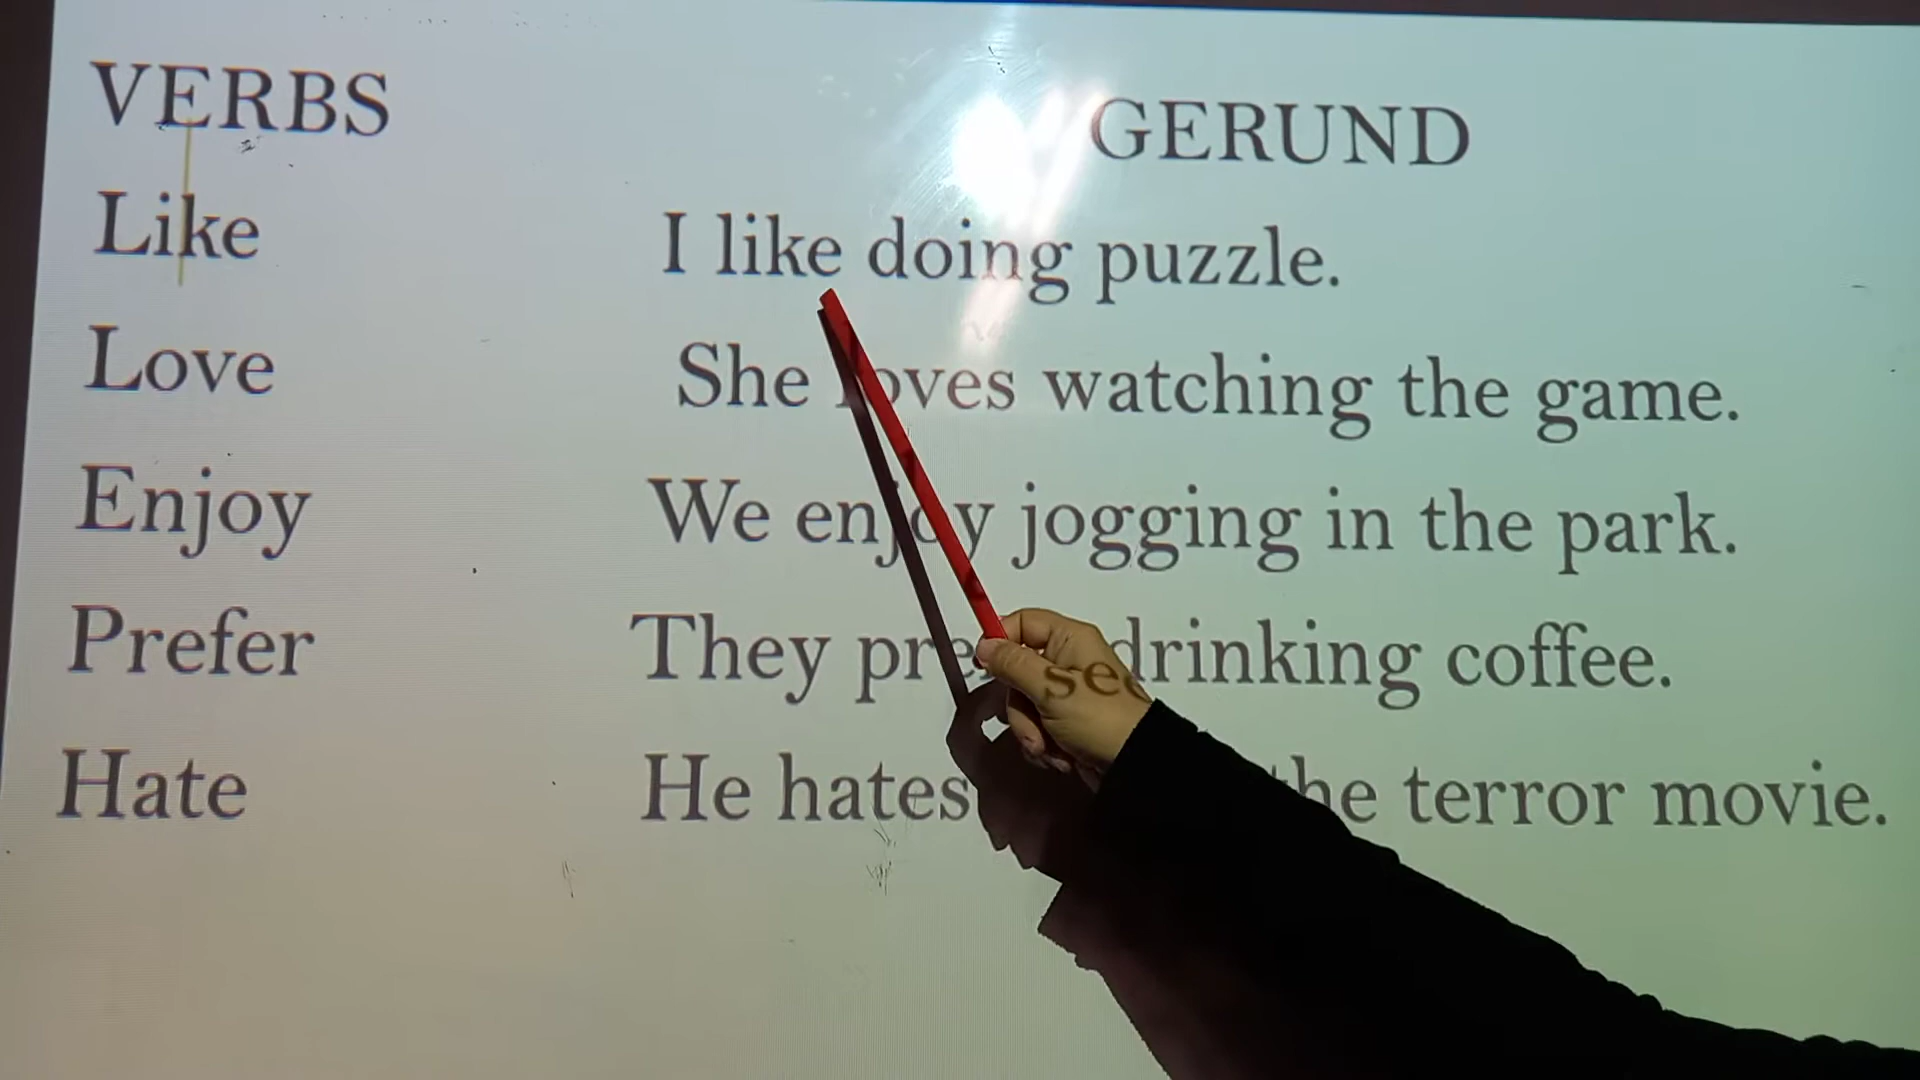 VERBS GERUND
Like I like doing puzzle.
Love She loves watching the game.
Enjoy We enjoy jogging in the park.
Prefer They prefer drinking coffee.
Hate He hates the terror movie.